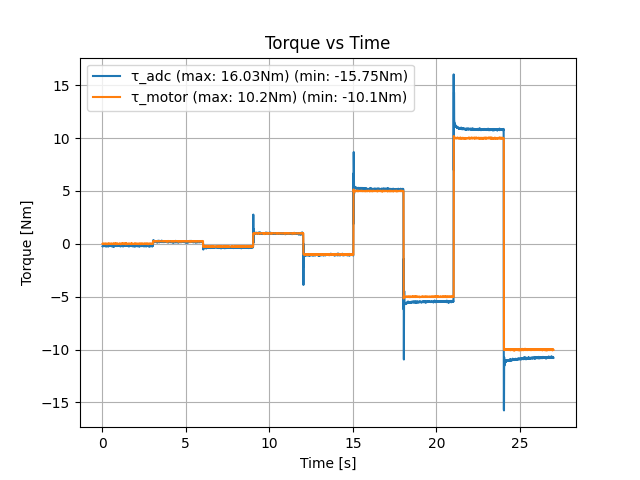 Torque vs Time
τ_adc (max: 16.03Nm) (min: -15.75Nm)
τ_motor (max: 10.2Nm) (min: -10.1Nm)
15
10
5
0
−5
−10
−15
Torque [Nm]
0 5 10 15 20 25
Time [s]